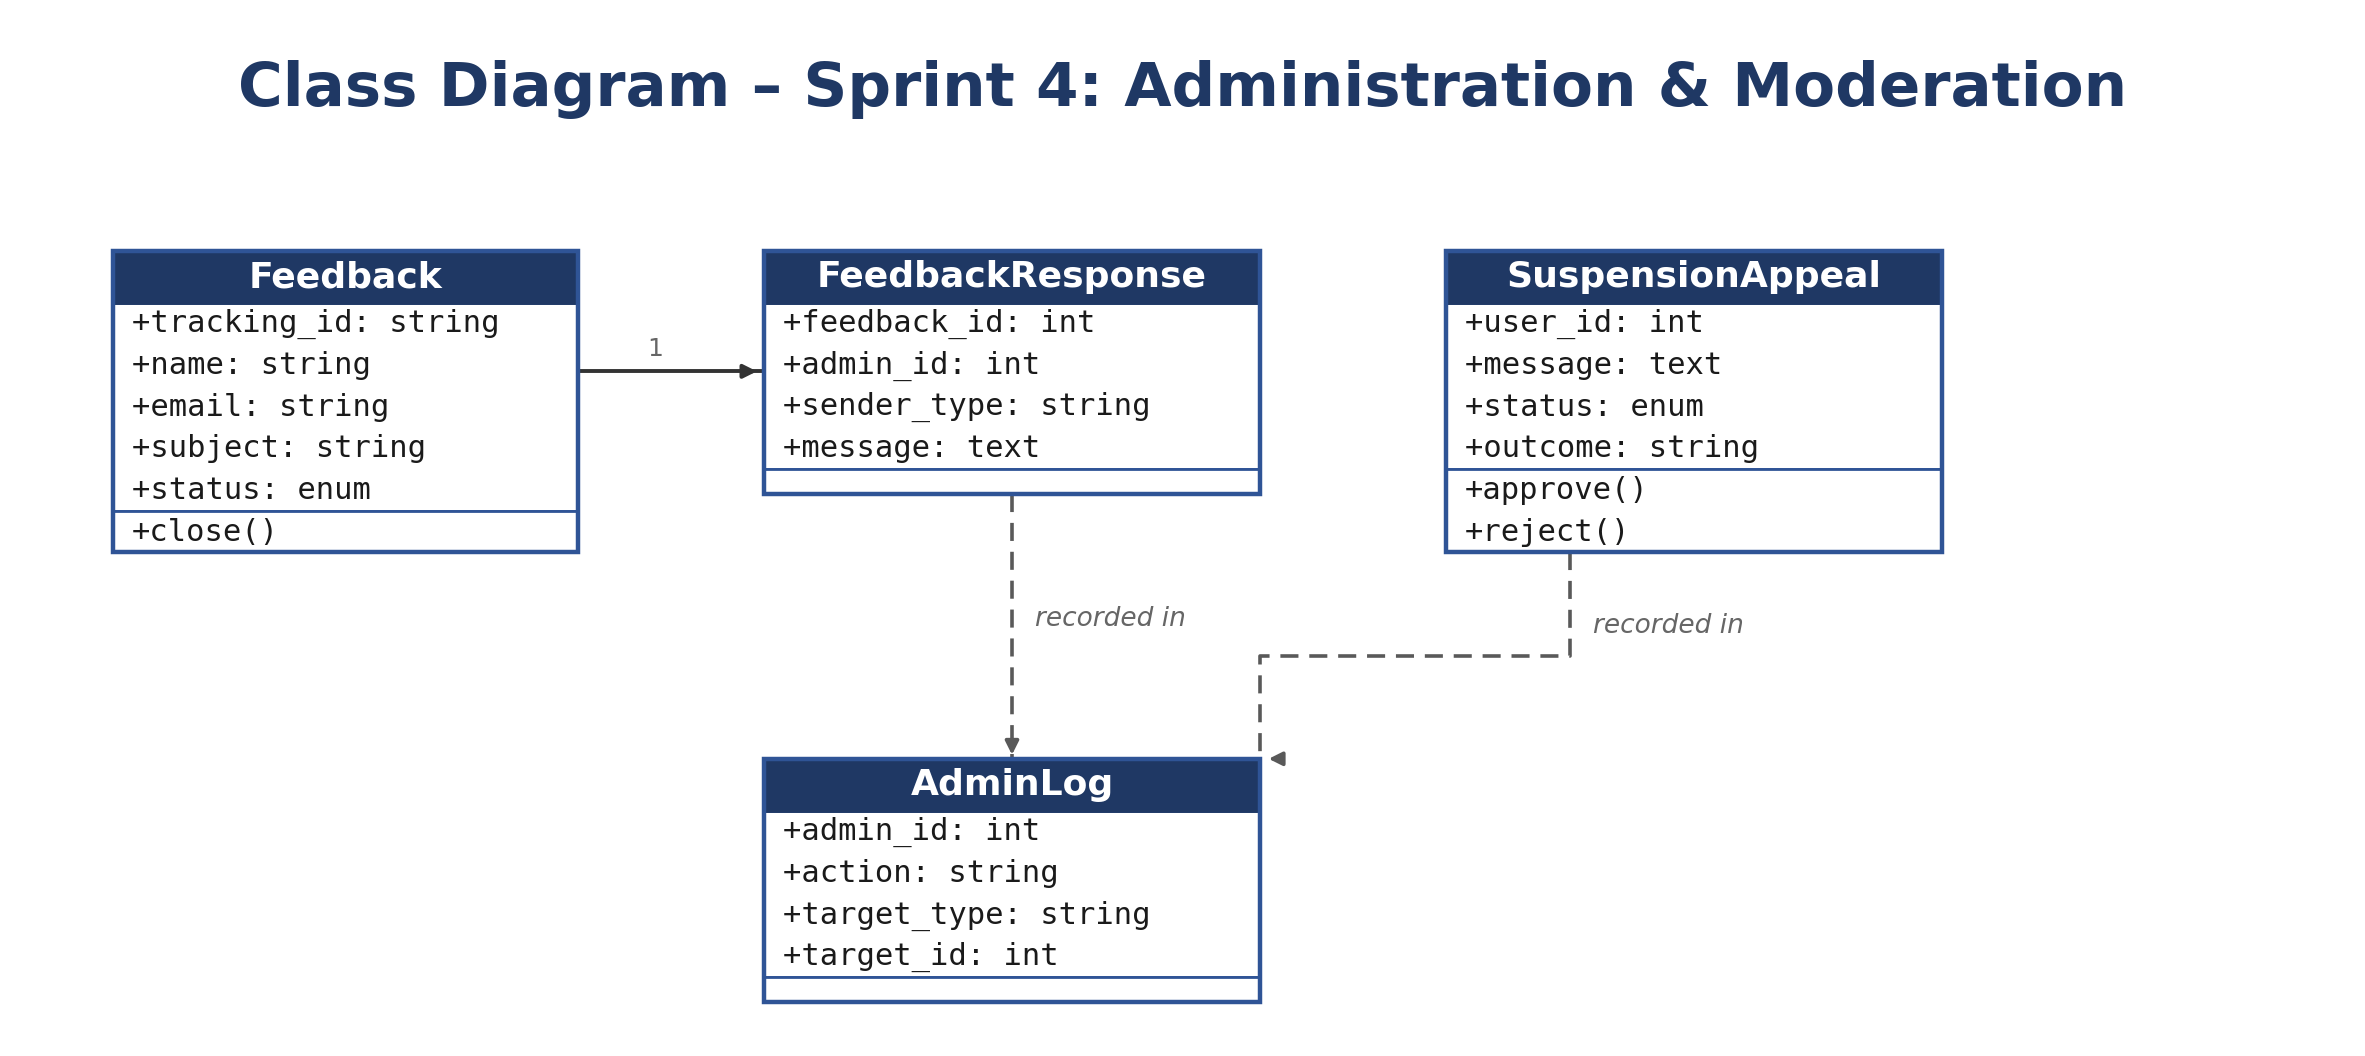 Class Diagram – Sprint 4: Administration & Moderation
Feedback
+tracking_id: string
+name: string
+email: string
+subject: string
+status: enum
+close()
1
FeedbackResponse
+feedback_id: int
+admin_id: int
+sender_type: string
+message: text
SuspensionAppeal
+user_id: int
+message: text
+status: enum
+outcome: string
+approve()
+reject()
recorded in
recorded in
AdminLog
+admin_id: int
+action: string
+target_type: string
+target_id: int